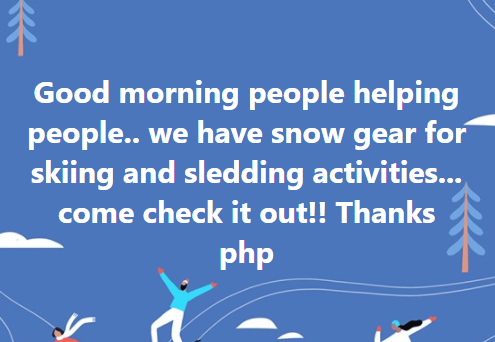 Good morning people helping
people.. we have snow gear for
skiing and sledding activities...
come check it out!! Thanks
php